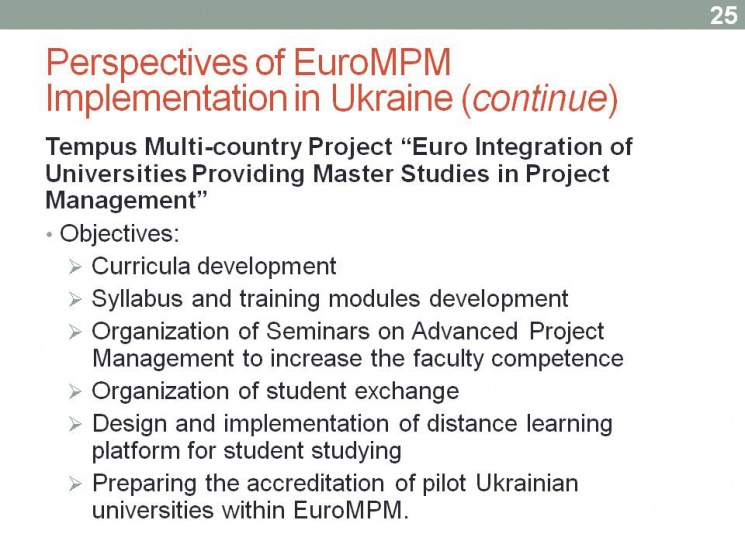 25
Perspectives of EuroMPM
Implementation in Ukraine (continue)
Tempus Multi-country Project “Euro Integration of
Universities Providing Master Studies in Project
Management”
• Objectives:
➢ Curricula development
➢ Syllabus and training modules development
➢ Organization of Seminars on Advanced Project
Management to increase the faculty competence
➢ Organization of student exchange
➢ Design and implementation of distance learning
platform for student studying
➢ Preparing the accreditation of pilot Ukrainian
universities within EuroMPM.